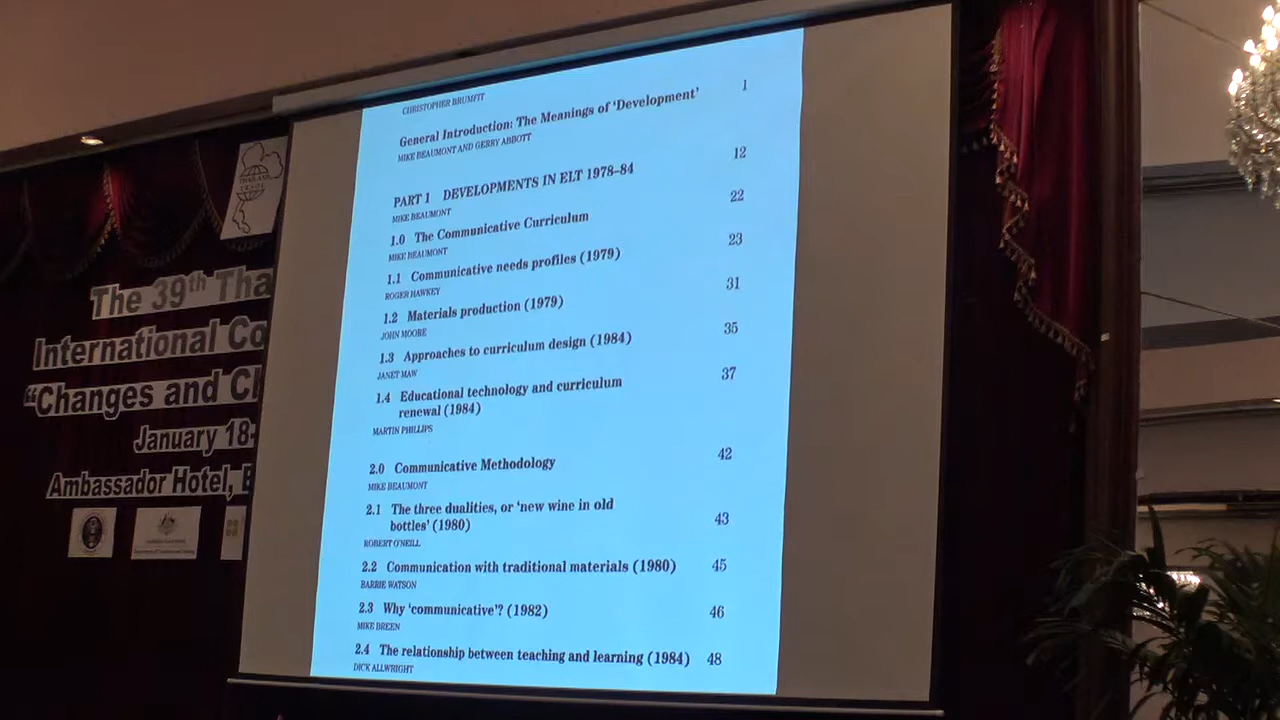 THAILAND
TESOL
The 39th Tha
International Co
"Changes and Cl
January 18-
Ambassador Hotel, B
CHRISTOPHER BRUMFIT
General Introduction: The Meanings of 'Development' 1
MIKE BEAUMONT AND GERRY ABBOTT
PART 1 DEVELOPMENTS IN ELT 1978–84 12
MIKE BEAUMONT
1.0 The Communicative Curriculum 22
MIKE BEAUMONT
1.1 Communicative needs profiles (1979) 23
ROGER HAWKEY
1.2 Materials production (1979) 31
JOHN MOORE
1.3 Approaches to curriculum design (1984) 35
JANET MAW
1.4 Educational technology and curriculum 37
renewal (1984)
MARTIN PHILLIPS
2.0 Communicative Methodology 42
MIKE BEAUMONT
2.1 The three dualities, or 'new wine in old
bottles' (1980) 43
ROBERT O'NEILL
2.2 Communication with traditional materials (1980) 45
BARRIE WATSON
2.3 Why 'communicative'? (1982) 46
MIKE BREEN
2.4 The relationship between teaching and learning (1984) 48
DICK ALLWRIGHT